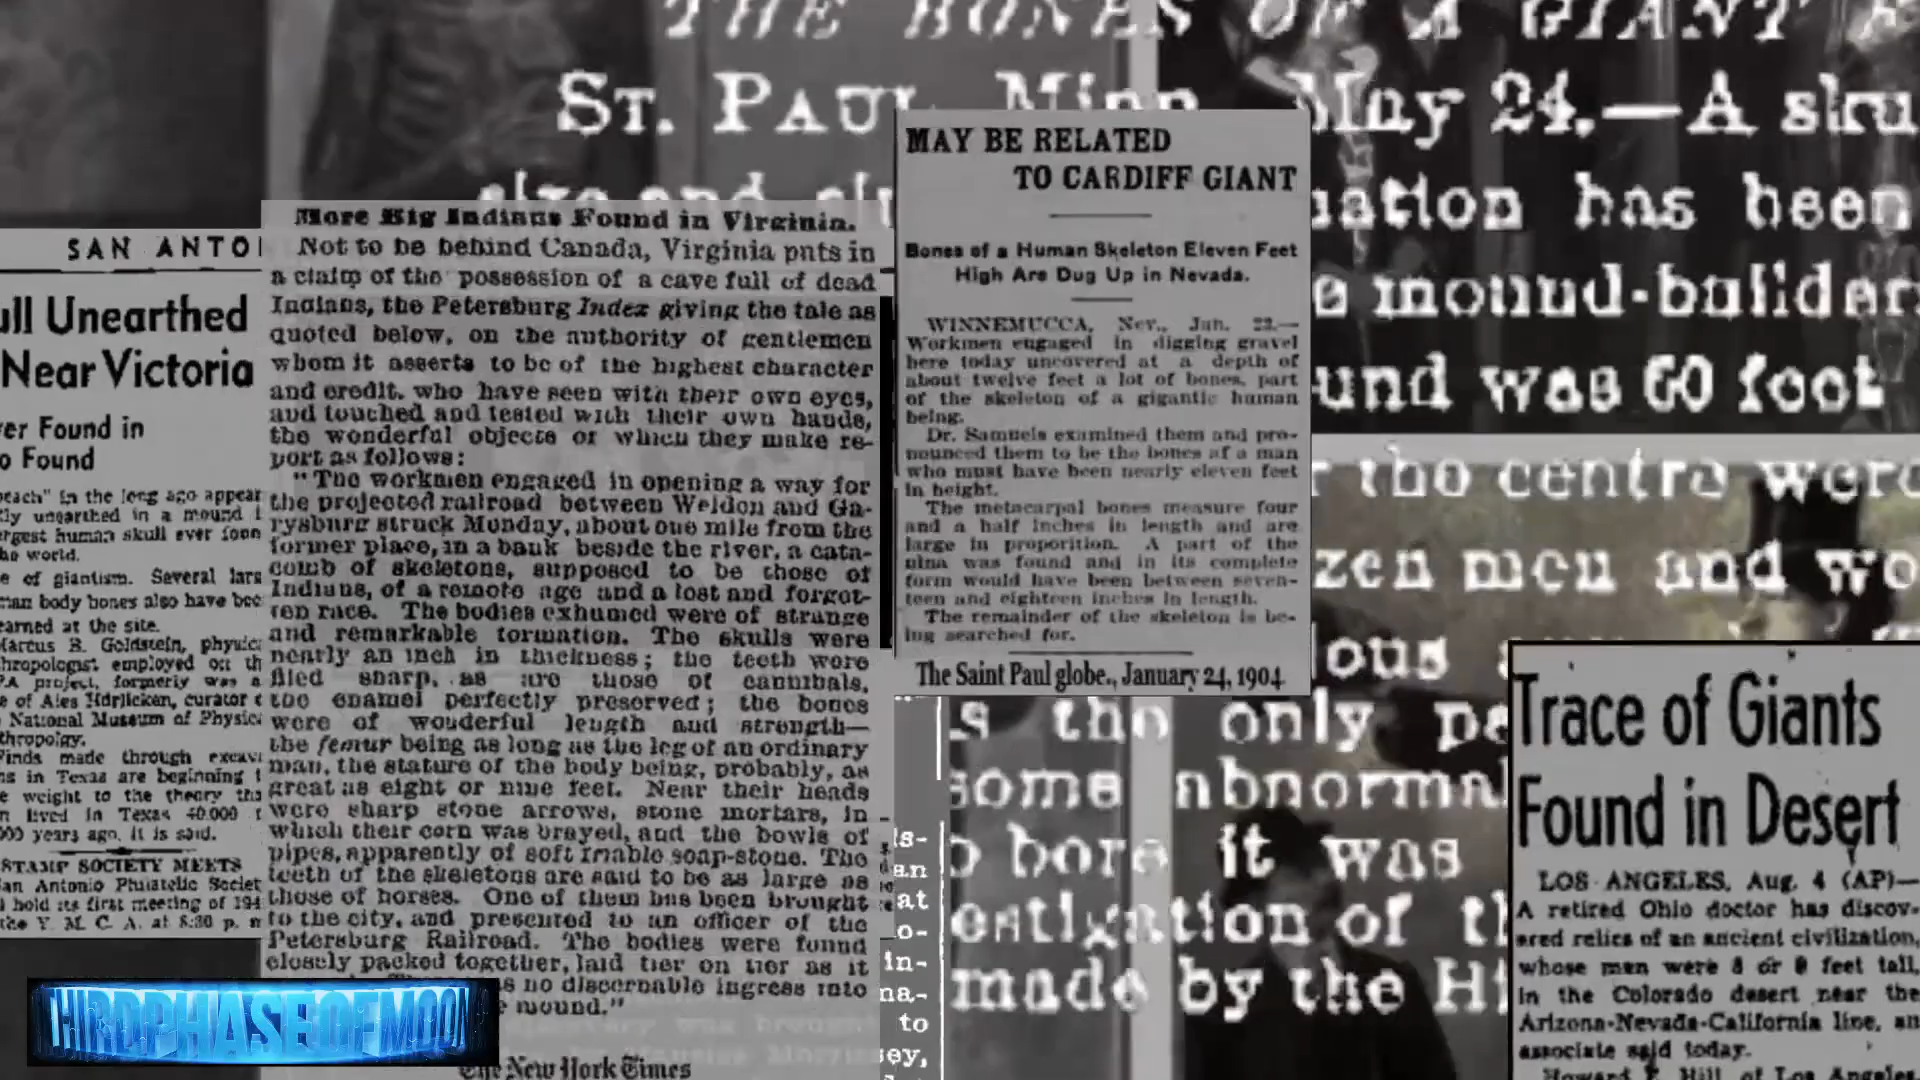 THE BONES OF A GIANT
ST. PAUL, Minn., May 24.—A sku
size and
uation has been
mound-builder
und was 60 feet
the centre
zen men and
ous
s the only pe
some abnormal
bore it was
estigation of th
made by the Hi
SAN ANTO
ull Unearthed
Near Victoria
er Found in
o Found
each" in the long ago appear
ly unearthed in a mound
rgest human skull ever foun
he world.
e of giantism. Several larg
man body bones also have bee
earned at the site.
Marcus B. Goldstein, physic
hropologist employed on th
PA project, formerly was a
e of Ales Hdrlicken, curator
National Museum of Physic
thropolgy.
Finds made through excav
ns in Texas are beginning
e weight to the theory tha
n lived in Texas 40,000
000 years ago, it is said.
STAMP SOCIETY MEETS
an Antonio Philatelic Societ
hold its first meeting of 194
the Y. M. C. A. at 8:30 p. m
More Big Indians Found in Virginia.
Not to be behind Canada, Virginia puts in
a claim of the possession of a cave full of dead
Indians, the Petersburg Index giving the tale as
quoted below, on the authority of gentlemen
whom it asserts to be of the highest character
and credit, who have seen with their own eyes,
and touched and tested with their own hands,
the wonderful objects of which they make re-
port as follows:
"The workmen engaged in opening a way for
the projected railroad between Weldon and Ga-
rysburg struck Monday, about one mile from the
former place, in a bank beside the river, a cata-
comb of skeletons, supposed to be those of
Indians, of a remote age and a lost and forgot-
ten race. The bodies exhumed were of strange
and remarkable formation. The skulls were
nearly an inch in thickness; the teeth were
filed sharp, as are those of cannibals,
the enamel perfectly preserved; the bones
were of wonderful length and strength—
the femur being as long as the leg of an ordinary
man, the stature of the body being, probably, as
great as eight or nine feet. Near their heads
were sharp stone arrows, stone mortars, in
which their corn was brayed, and the bowls of
pipes, apparently of soft friable soap-stone. The
teeth of the skeletons are said to be as large as
those of horses. One of them has been brought
to the city, and presented to an officer of the
Petersburg Railroad. The bodies were found
closely packed together, laid tier on tier as it
s no discernable ingress into
e mound."
The New York Times
MAY BE RELATED
TO CARDIFF GIANT
Bones of a Human Skeleton Eleven Feet
High Are Dug Up in Nevada.
WINNEMUCCA, Nev., Jan. 23.—
Workmen engaged in digging gravel
here today uncovered at a depth of
about twelve feet a lot of bones, part
of the skeleton of a gigantic human
being.
Dr. Samuels examined them and pro-
nounced them to be the bones of a man
who must have been nearly eleven feet
in height.
The metacarpal bones measure four
and a half inches in length and are
large in proporition. A part of the
ulna was found and in its complete
form would have been between seven-
teen and eighteen inches in length.
The remainder of the skeleton is be-
ing searched for.
The Saint Paul globe., January 24, 1904
s-
an
at
o-
in-
na-
to
sey,
Trace of Giants
Found in Desert
LOS ANGELES, Aug. 4 (AP)—
A retired Ohio doctor has discov-
ered relics of an ancient civilization,
whose men were 8 or 9 feet tall,
in the Colorado desert near the
Arizona-Nevada-California line, an
associate said today.
Howard E. Hill, of Los Angeles
THIRDPHASEOFMOON